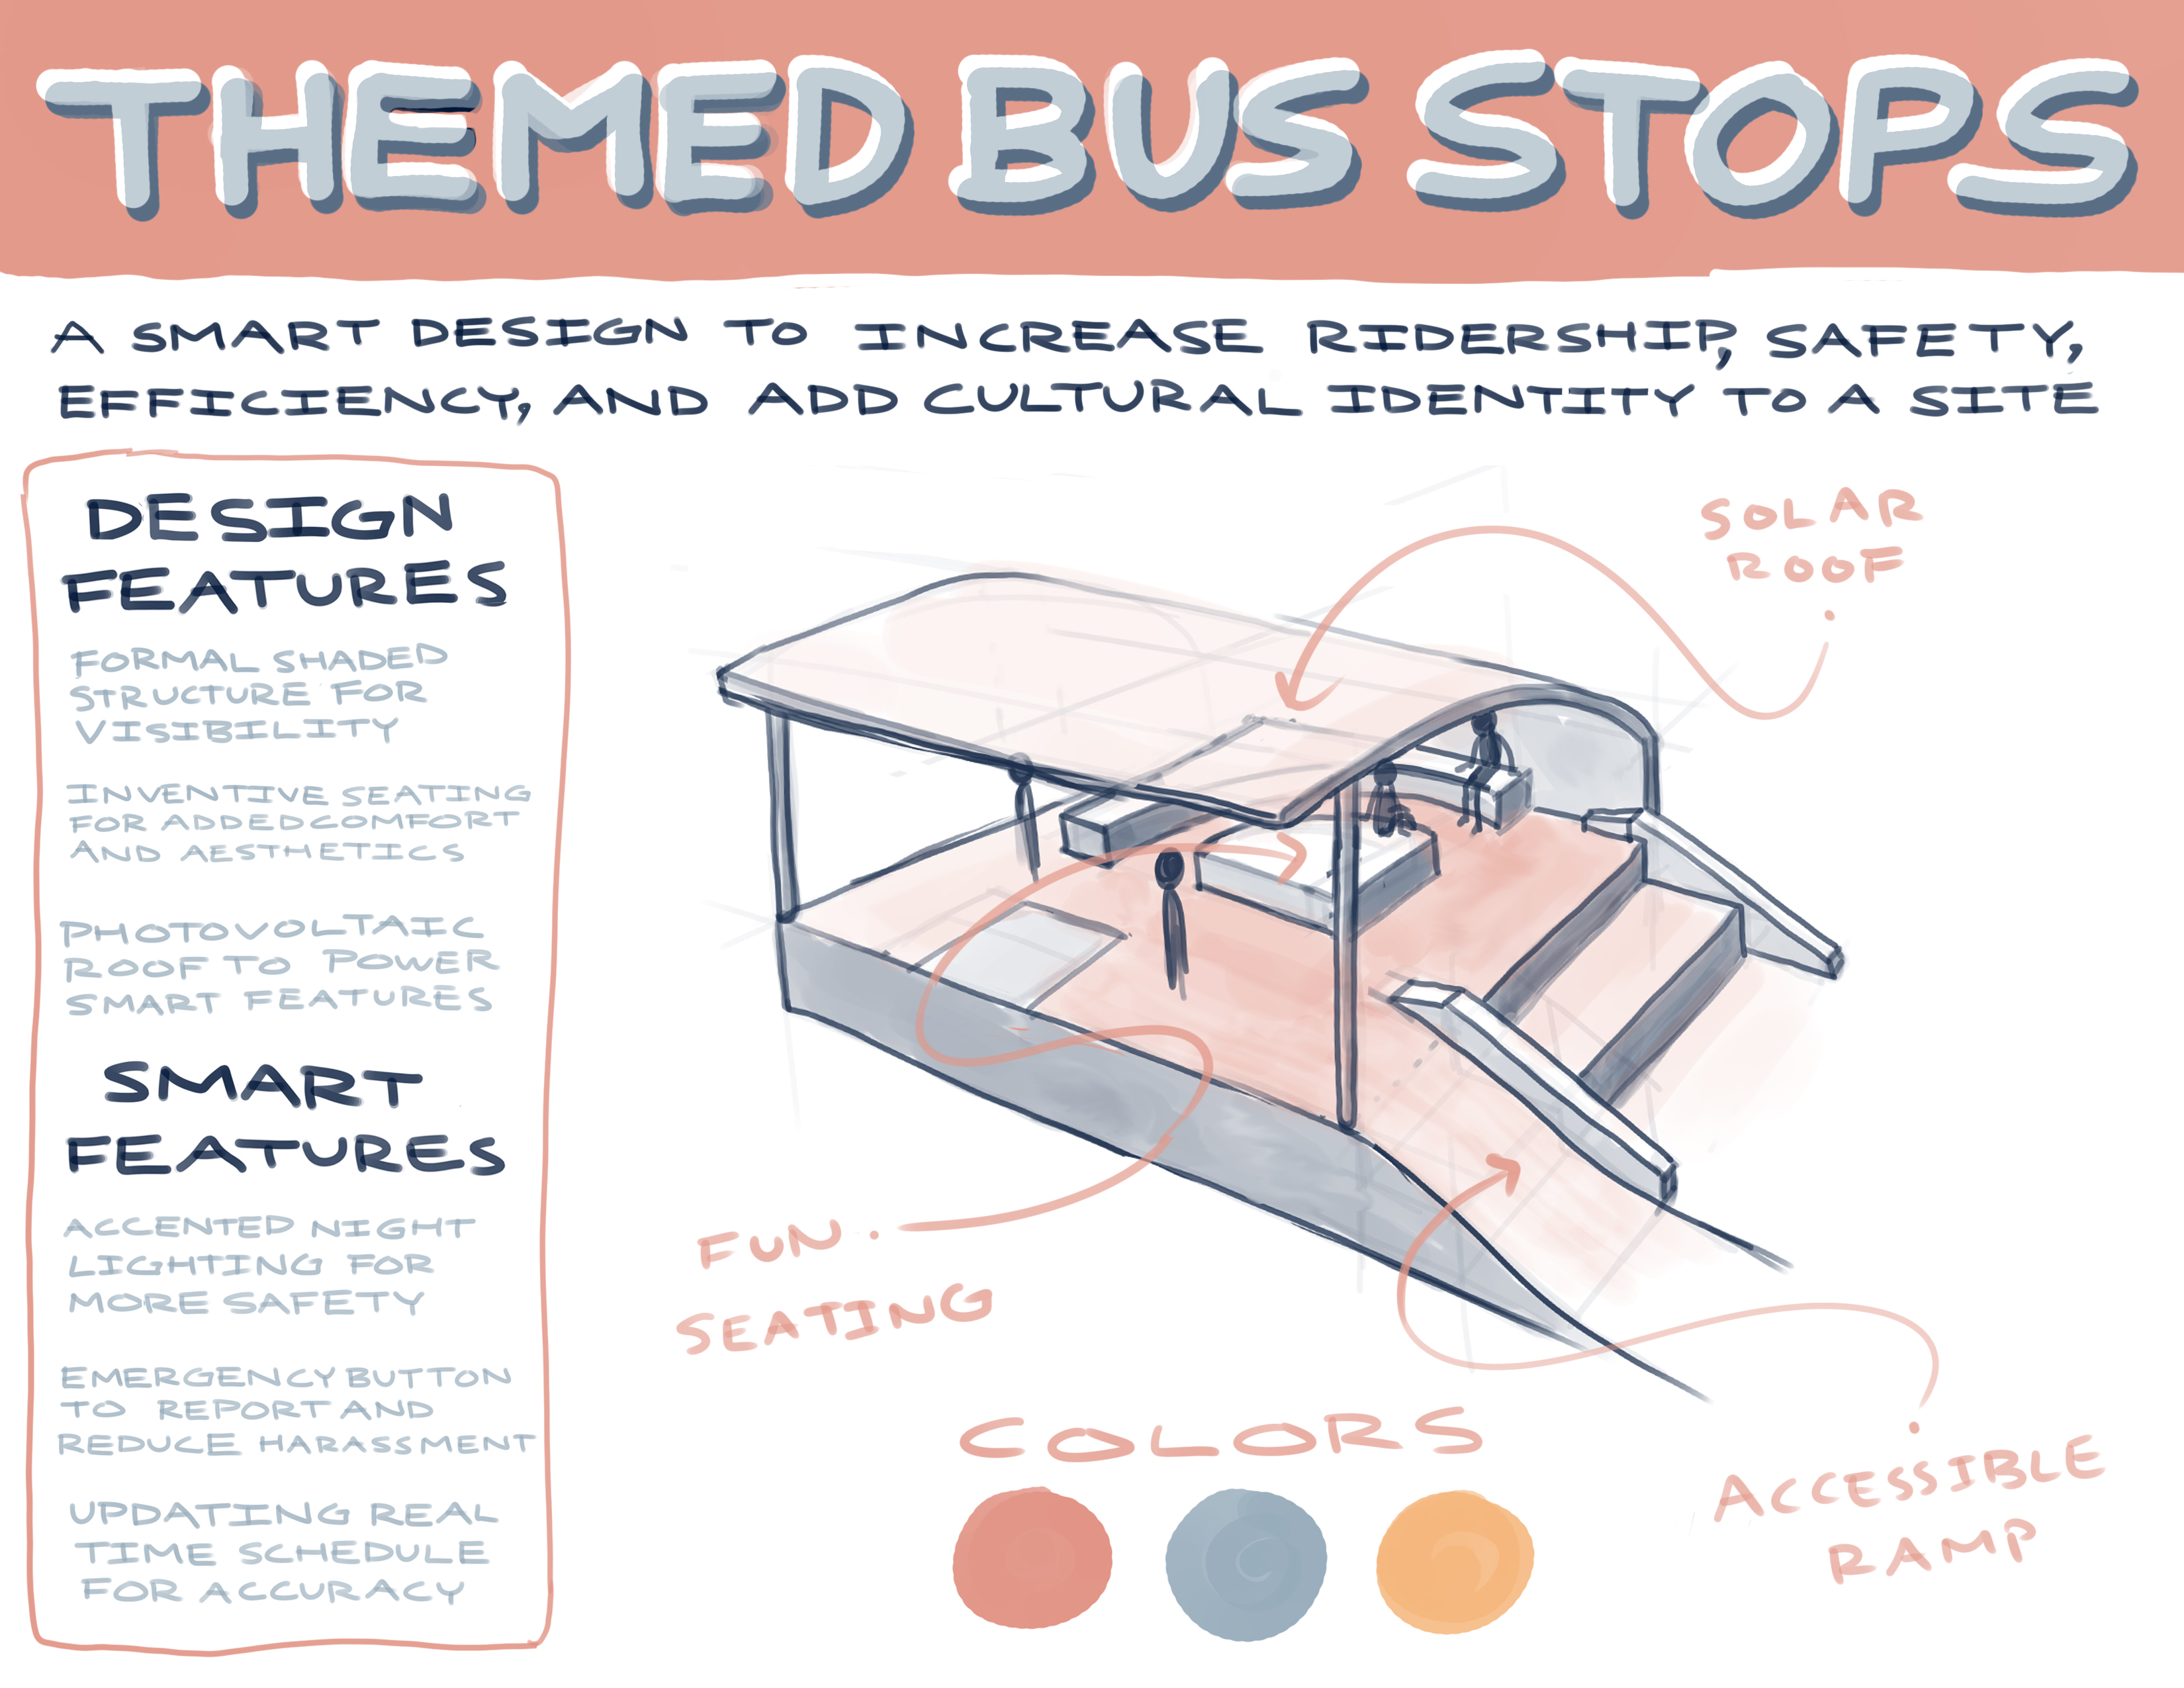 THEMED BUS STOPS
A SMART DESIGN TO INCREASE RIDERSHIP, SAFETY,
EFFICIENCY, AND ADD CULTURAL IDENTITY TO A SITE
DESIGN
FEATURES
FORMAL SHADED
STRUCTURE FOR
VISIBILITY
INVENTIVE SEATING
FOR ADDED COMFORT
AND AESTHETICS
PHOTOVOLTAIC
ROOF TO POWER
SMART FEATURES
SMART
FEATURES
ACCENTED NIGHT
LIGHTING FOR
MORE SAFETY
EMERGENCY BUTTON
TO REPORT AND
REDUCE HARASSMENT
UPDATING REAL
TIME SCHEDULE
FOR ACCURACY
SOLAR
ROOF
FUN
SEATING
COLORS
ACCESSIBLE
RAMP